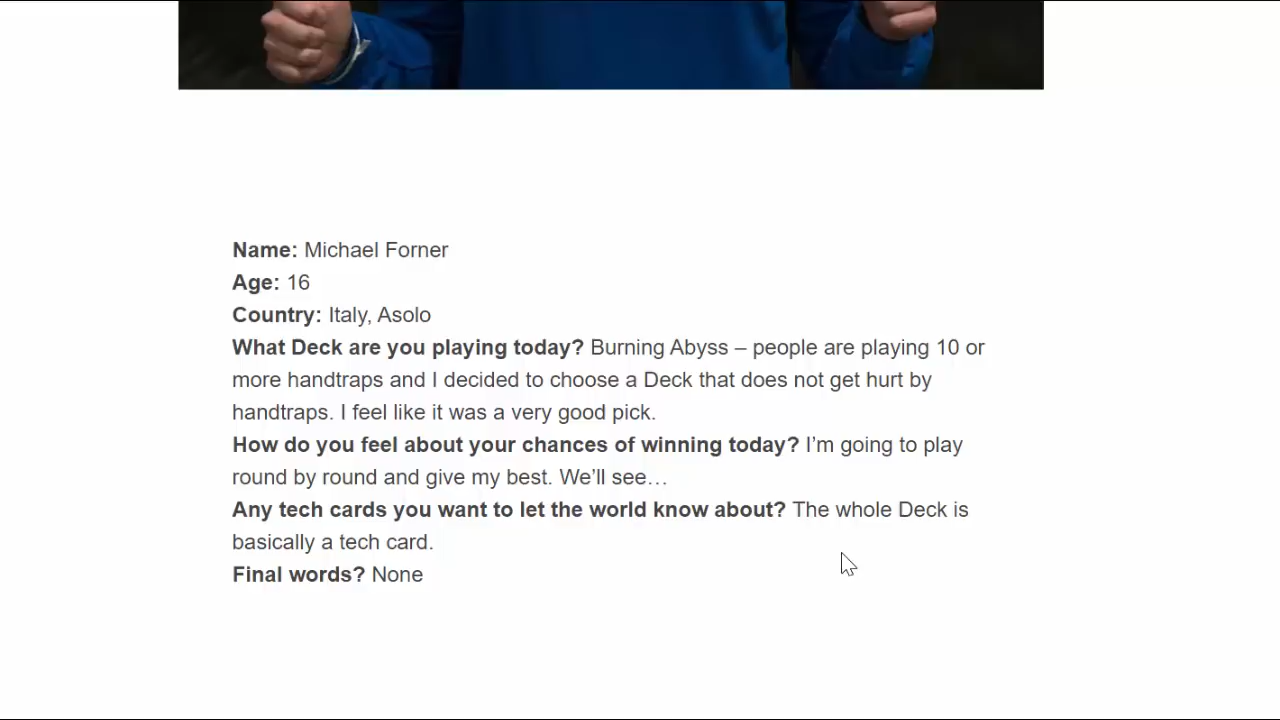 Name: Michael Forner
Age: 16
Country: Italy, Asolo
What Deck are you playing today? Burning Abyss – people are playing 10 or
more handtraps and I decided to choose a Deck that does not get hurt by
handtraps. I feel like it was a very good pick.
How do you feel about your chances of winning today? I’m going to play
round by round and give my best. We’ll see…
Any tech cards you want to let the world know about? The whole Deck is
basically a tech card.
Final words? None